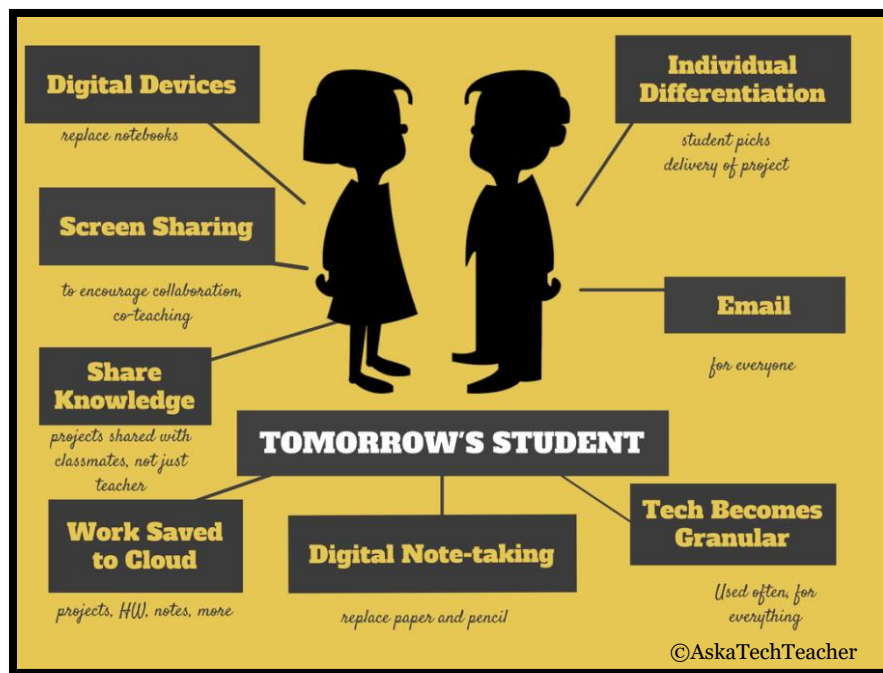 Digital Devices
replace notebooks
Individual
Differentiation
student picks
delivery of project
Screen Sharing
to encourage collaboration,
co-teaching
Email
for everyone
Share
Knowledge
projects shared with
classmates, not just
teacher
TOMORROW'S STUDENT
Work Saved
to Cloud
projects, HW, notes, more
Digital Note-taking
replace paper and pencil
Tech Becomes
Granular
Used often, for
everything
©AskaTechTeacher